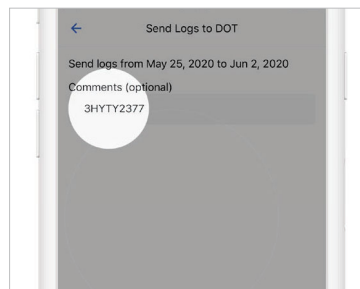 Send Logs to DOT
Send logs from May 25, 2020 to Jun 2, 2020
Comments (optional)
3HYTY2377